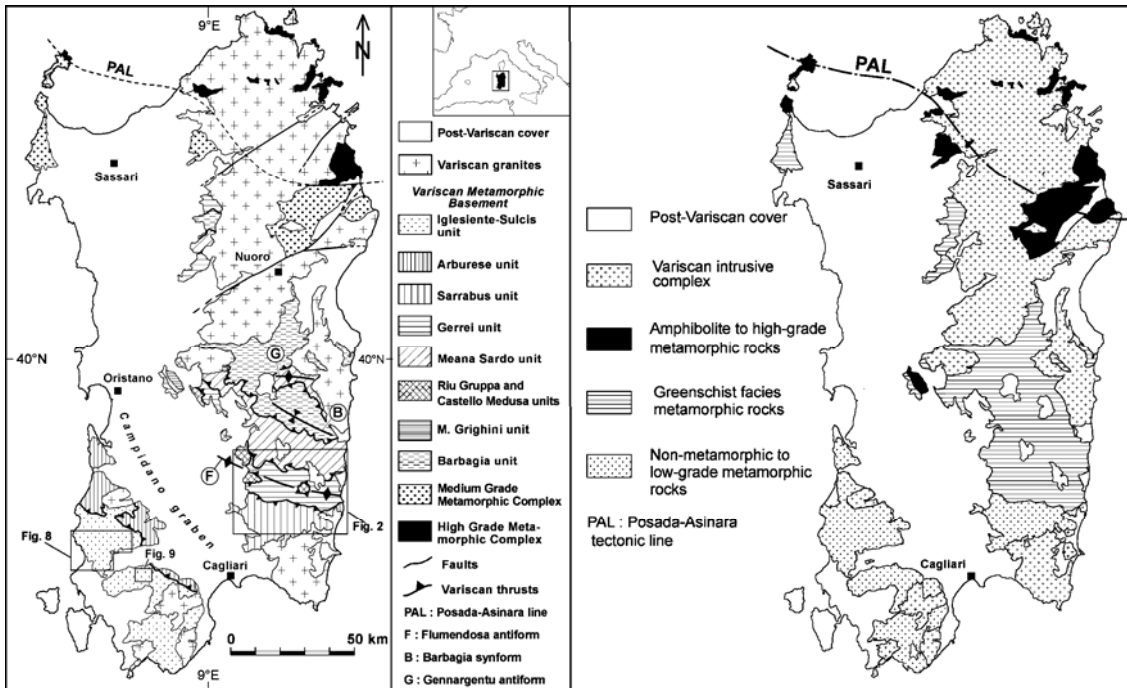 9°E
N
PAL
Sassari
Nuoro
40°N
40°N
G
Oristano
B
Campidano graben
F
Fig. 2
Fig. 8
Fig. 9
Cagliari
0 50 km
9°E
Post-Variscan cover
Variscan granites
Variscan Metamorphic
Basement
Iglesiente-Sulcis
unit
Arburese unit
Sarrabus unit
Gerrei unit
Meana Sardo unit
Riu Gruppa and
Castello Medusa units
M. Grighini unit
Barbagia unit
Medium Grade
Metamorphic Complex
High Grade Meta-
morphic Complex
Faults
Variscan thrusts
PAL : Posada-Asinara line
F : Flumendosa antiform
B : Barbagia synform
G : Gennargentu antiform
Post-Variscan cover
Variscan intrusive
complex
Amphibolite to high-grade
metamorphic rocks
Greenschist facies
metamorphic rocks
Non-metamorphic to
low-grade metamorphic
rocks
PAL : Posada-Asinara
tectonic line
PAL
Sassari
Cagliari